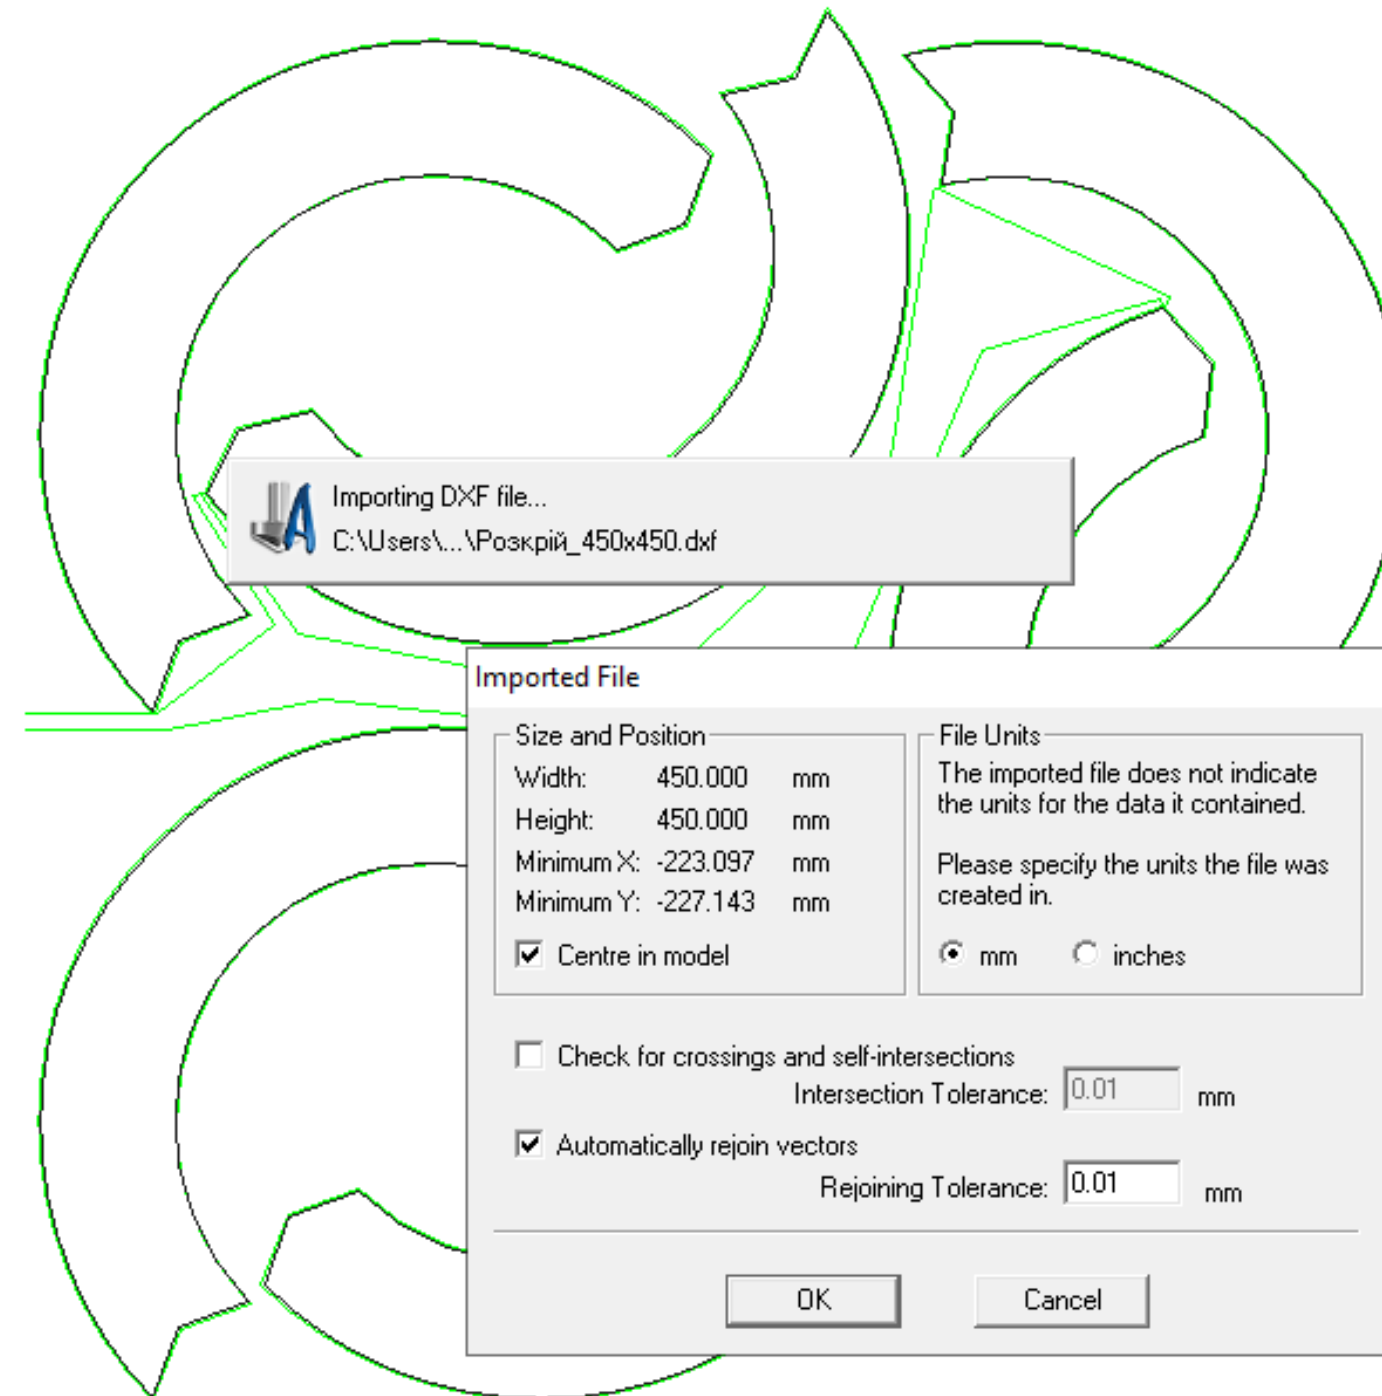 Importing DXF file...
C:\Users\...\Розкрій_450x450.dxf
Imported File
Size and Position
Width: 450.000 mm
Height: 450.000 mm
Minimum X: -223.097 mm
Minimum Y: -227.143 mm
Centre in model
File Units
The imported file does not indicate
the units for the data it contained.
Please specify the units the file was
created in.
mm inches
Check for crossings and self-intersections
Intersection Tolerance: 0.01 mm
Automatically rejoin vectors
Rejoining Tolerance: 0.01 mm
OK Cancel